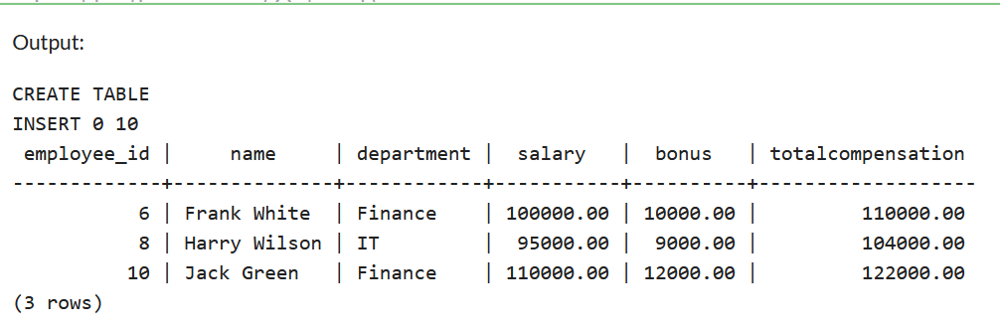 Output:
CREATE TABLE
INSERT 0 10
 employee_id |     name     | department |  salary   |  bonus   | totalcompensation
-------------+--------------+------------+-----------+----------+-------------------
           6 | Frank White  | Finance    | 100000.00 | 10000.00 |         110000.00
           8 | Harry Wilson | IT         |  95000.00 |  9000.00 |         104000.00
          10 | Jack Green   | Finance    | 110000.00 | 12000.00 |         122000.00
(3 rows)